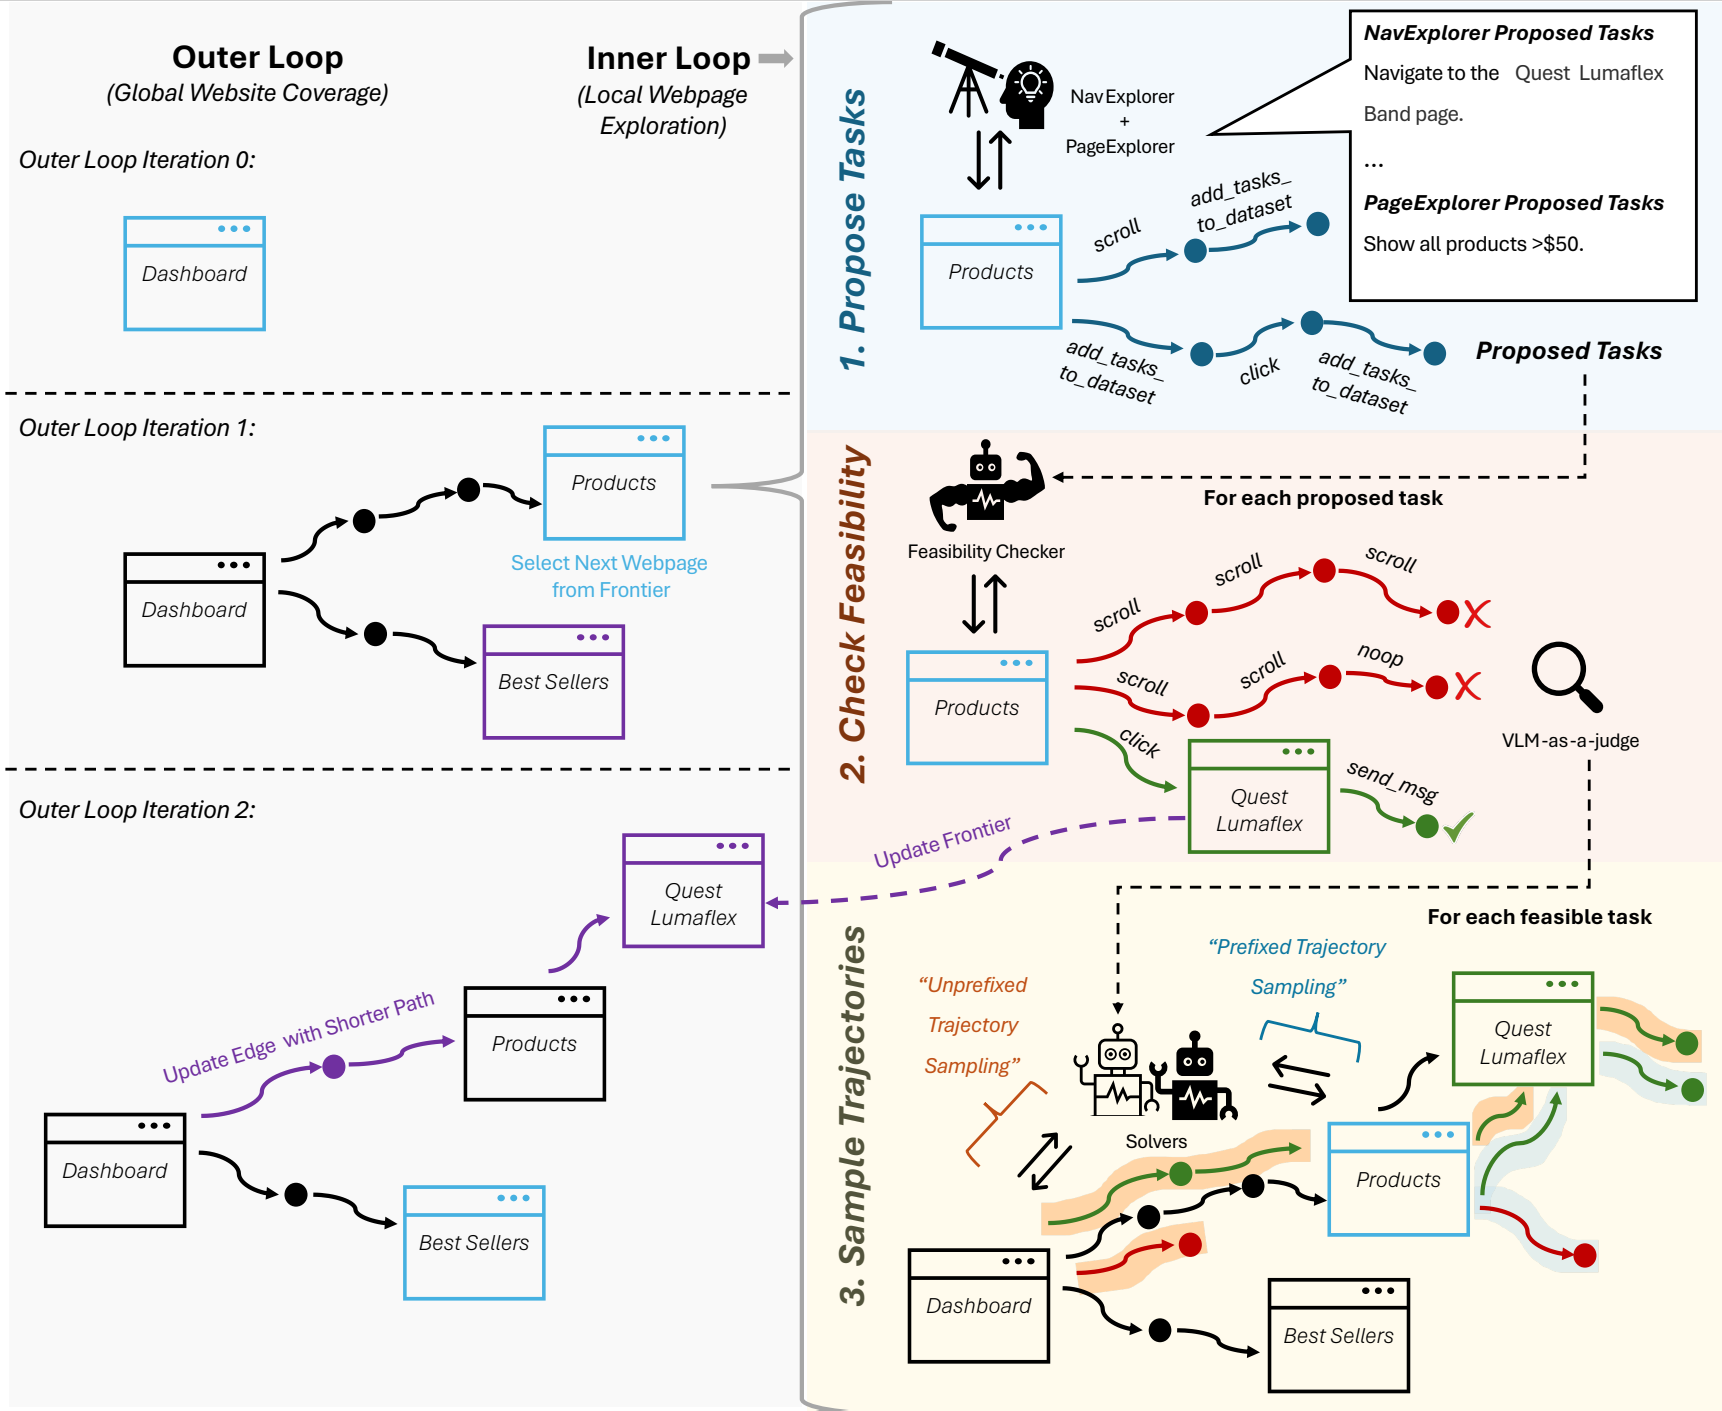 Outer Loop
(Global Website Coverage)
Inner Loop
(Local Webpage
Exploration)
Outer Loop Iteration 0:
Dashboard
Outer Loop Iteration 1:
Products
Select Next Webpage
from Frontier
Dashboard
Best Sellers
Outer Loop Iteration 2:
Quest
Lumaflex
Update Edge with Shorter Path
Products
Dashboard
Best Sellers
1. Propose Tasks
NavExplorer
+
PageExplorer
NavExplorer Proposed Tasks
Navigate to the Quest Lumaflex
Band page.
...
PageExplorer Proposed Tasks
Show all products >$50.
Products
scroll
add_tasks_
to_dataset
add_tasks_
to_dataset
click
add_tasks_
to_dataset
Proposed Tasks
2. Check Feasibility
For each proposed task
Feasibility Checker
Products
scroll
scroll
scroll
scroll
scroll
noop
click
Quest
Lumaflex
send_msg
VLM-as-a-judge
Update Frontier
3. Sample Trajectories
For each feasible task
“Unprefixed
Trajectory
Sampling”
“Prefixed Trajectory
Sampling”
Solvers
Quest
Lumaflex
Products
Dashboard
Best Sellers